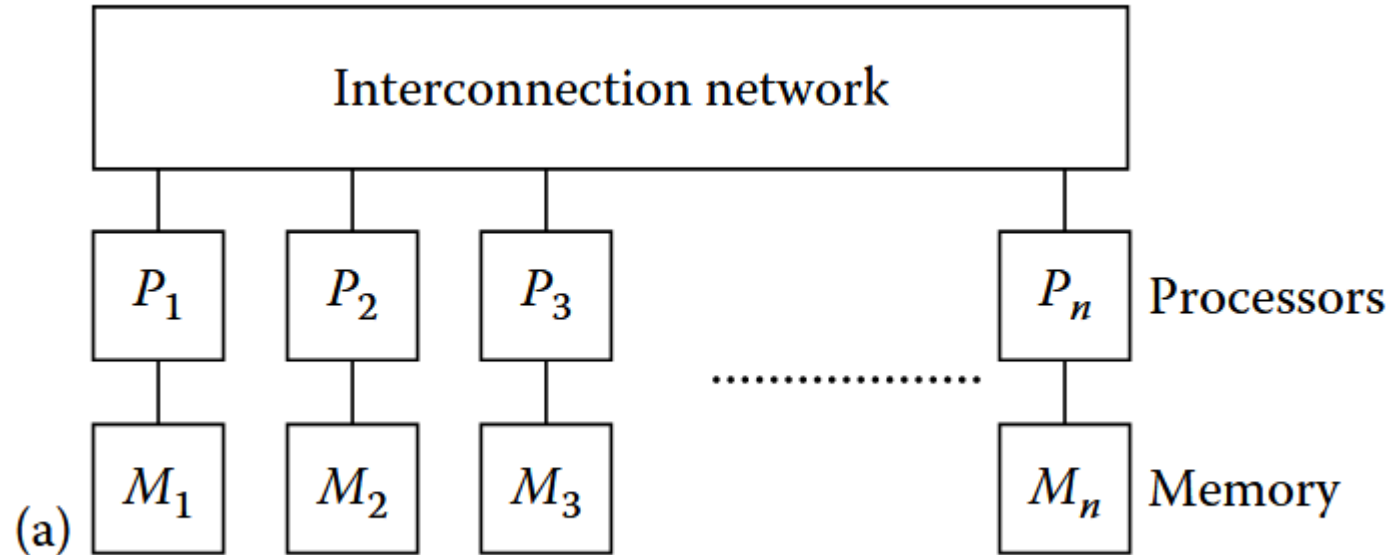 Interconnection network
P₁ P₂ P₃ Pₙ Processors
(a) M₁ M₂ M₃ Mₙ Memory